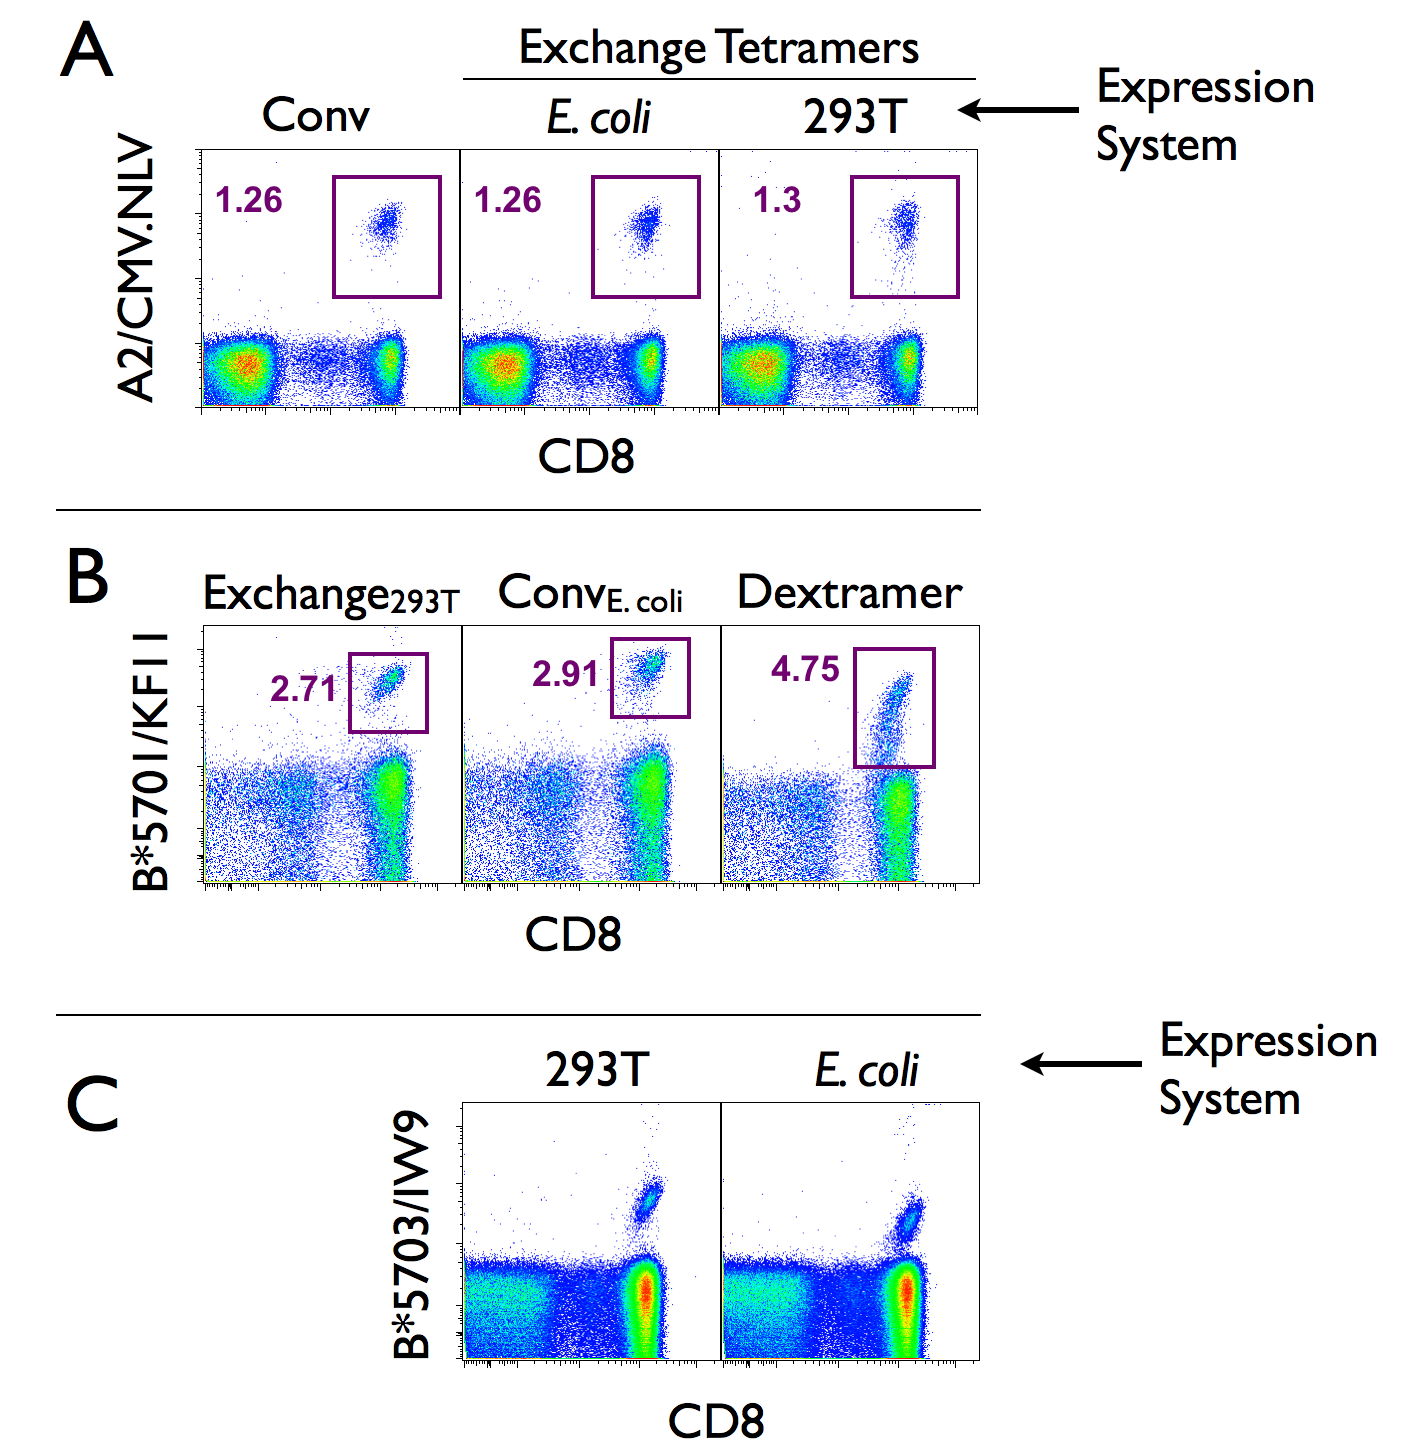 A
Exchange Tetramers
Conv E. coli 293T
Expression
System
A2/CMV.NLV
1.26 1.26 1.3
CD8
B
Exchange293T ConvE. coli Dextramer
B*5701/KF11
2.71 2.91 4.75
CD8
C
293T E. coli
Expression
System
B*5703/IW9
CD8